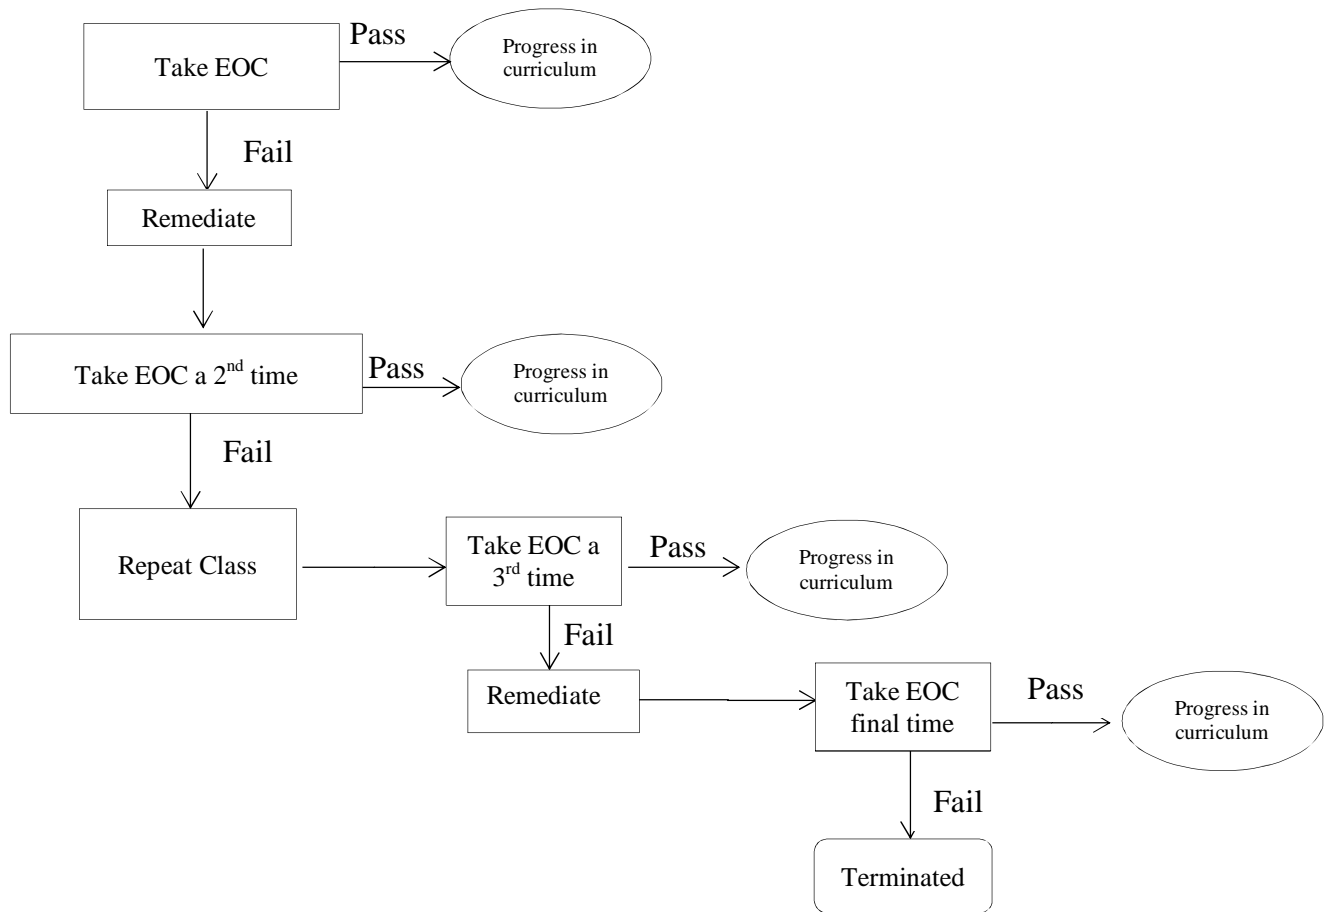 Pass
Progress in
curriculum
Take EOC
Fail
Remediate
Take EOC a 2nd time
Pass
Progress in
curriculum
Fail
Repeat Class
Take EOC a
3rd time
Pass
Progress in
curriculum
Fail
Remediate
Take EOC
final time
Pass
Progress in
curriculum
Fail
Terminated